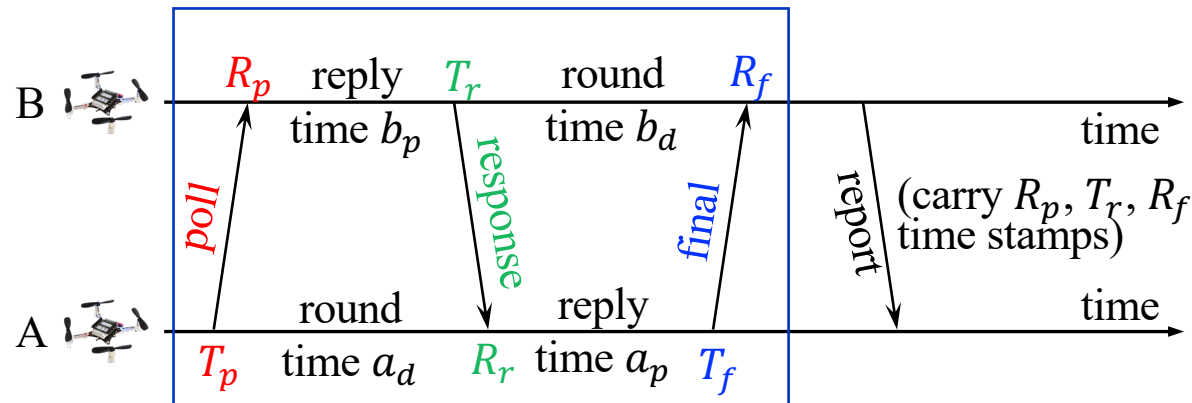 R_p reply T_r round R_f
B
time b_p time b_d time
poll response final report
(carry R_p, T_r, R_f
time stamps)
round reply time
A
T_p time a_d R_r time a_p T_f